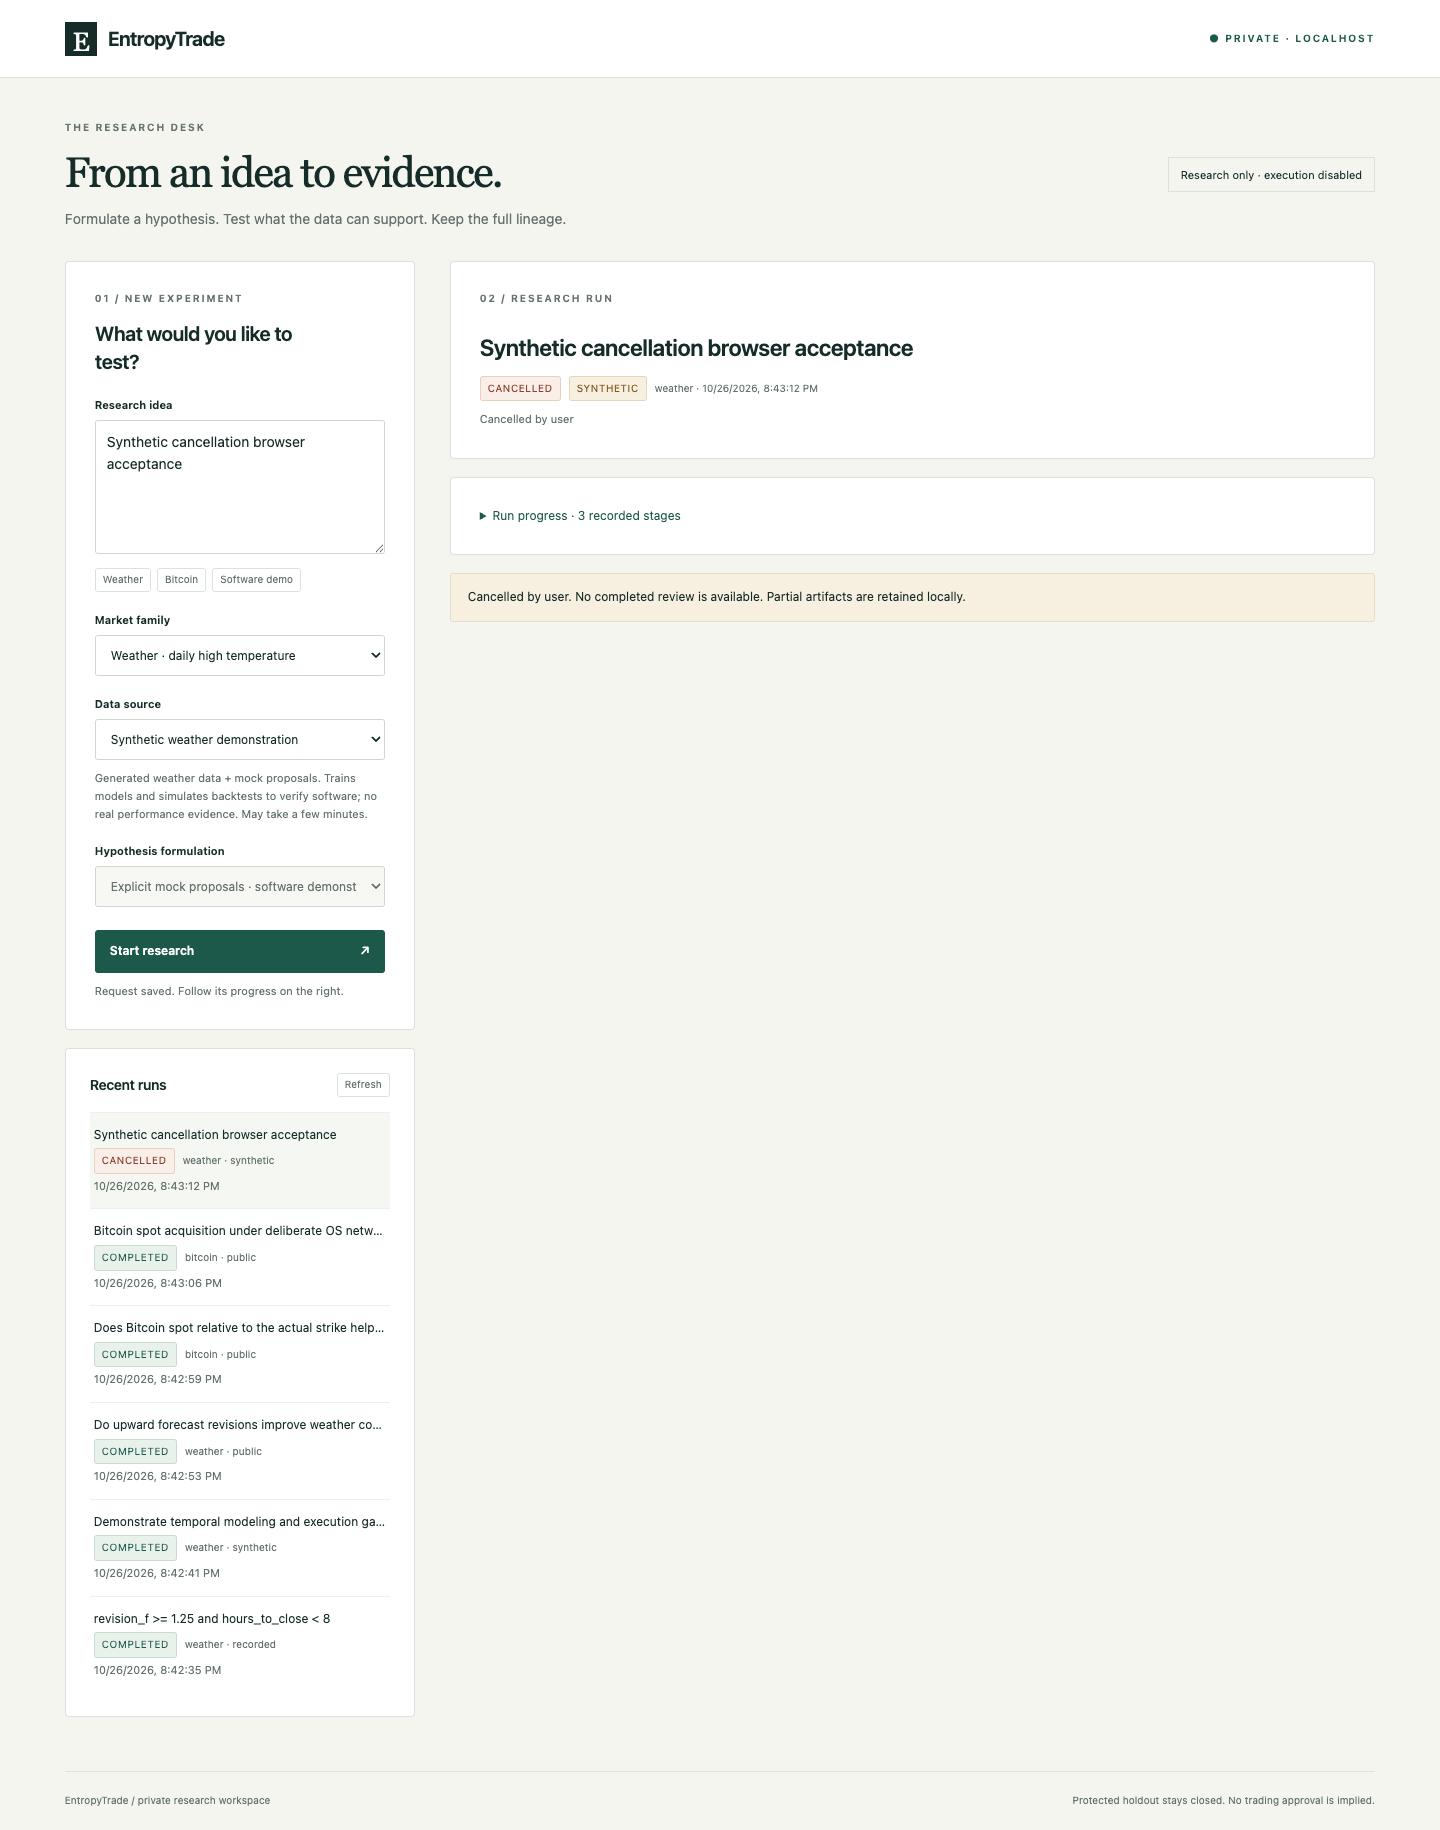 E EntropyTrade
PRIVATE · LOCALHOST
THE RESEARCH DESK
From an idea to evidence.
Research only · execution disabled
Formulate a hypothesis. Test what the data can support. Keep the full lineage.
01 / NEW EXPERIMENT
What would you like to
test?
Research idea
Synthetic cancellation browser
acceptance
Weather
Bitcoin
Software demo
Market family
Weather · daily high temperature
Data source
Synthetic weather demonstration
Generated weather data + mock proposals. Trains
models and simulates backtests to verify software; no
real performance evidence. May take a few minutes.
Hypothesis formulation
Explicit mock proposals · software demonst
Start research ↗
Request saved. Follow its progress on the right.
02 / RESEARCH RUN
Synthetic cancellation browser acceptance
CANCELLED SYNTHETIC weather · 10/26/2026, 8:43:12 PM
Cancelled by user
Run progress · 3 recorded stages
Cancelled by user. No completed review is available. Partial artifacts are retained locally.
Recent runs
Refresh
Synthetic cancellation browser acceptance
CANCELLED weather · synthetic
10/26/2026, 8:43:12 PM
Bitcoin spot acquisition under deliberate OS netw...
COMPLETED bitcoin · public
10/26/2026, 8:43:06 PM
Does Bitcoin spot relative to the actual strike help...
COMPLETED bitcoin · public
10/26/2026, 8:42:59 PM
Do upward forecast revisions improve weather co...
COMPLETED weather · public
10/26/2026, 8:42:53 PM
Demonstrate temporal modeling and execution ga...
COMPLETED weather · synthetic
10/26/2026, 8:42:41 PM
revision_f >= 1.25 and hours_to_close < 8
COMPLETED weather · recorded
10/26/2026, 8:42:35 PM
EntropyTrade / private research workspace
Protected holdout stays closed. No trading approval is implied.